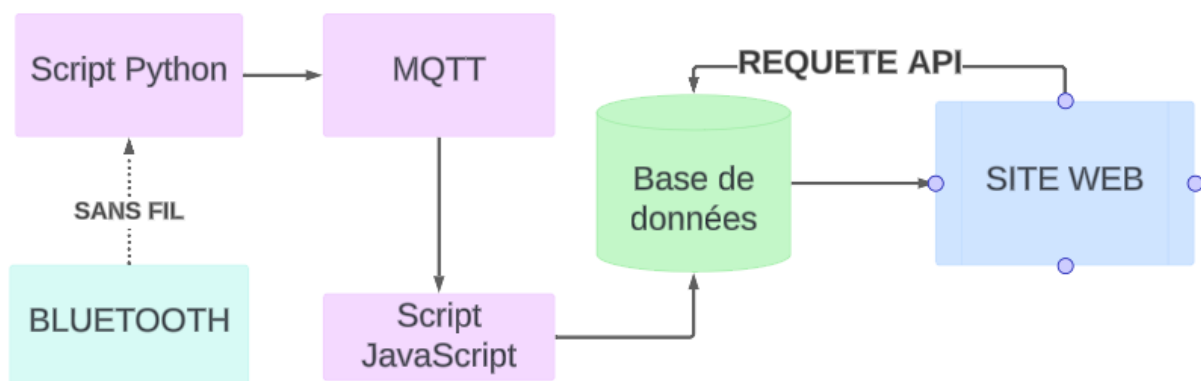 Script Python
MQTT
REQUETE API
Base de
données
SITE WEB
SANS FIL
BLUETOOTH
Script
JavaScript